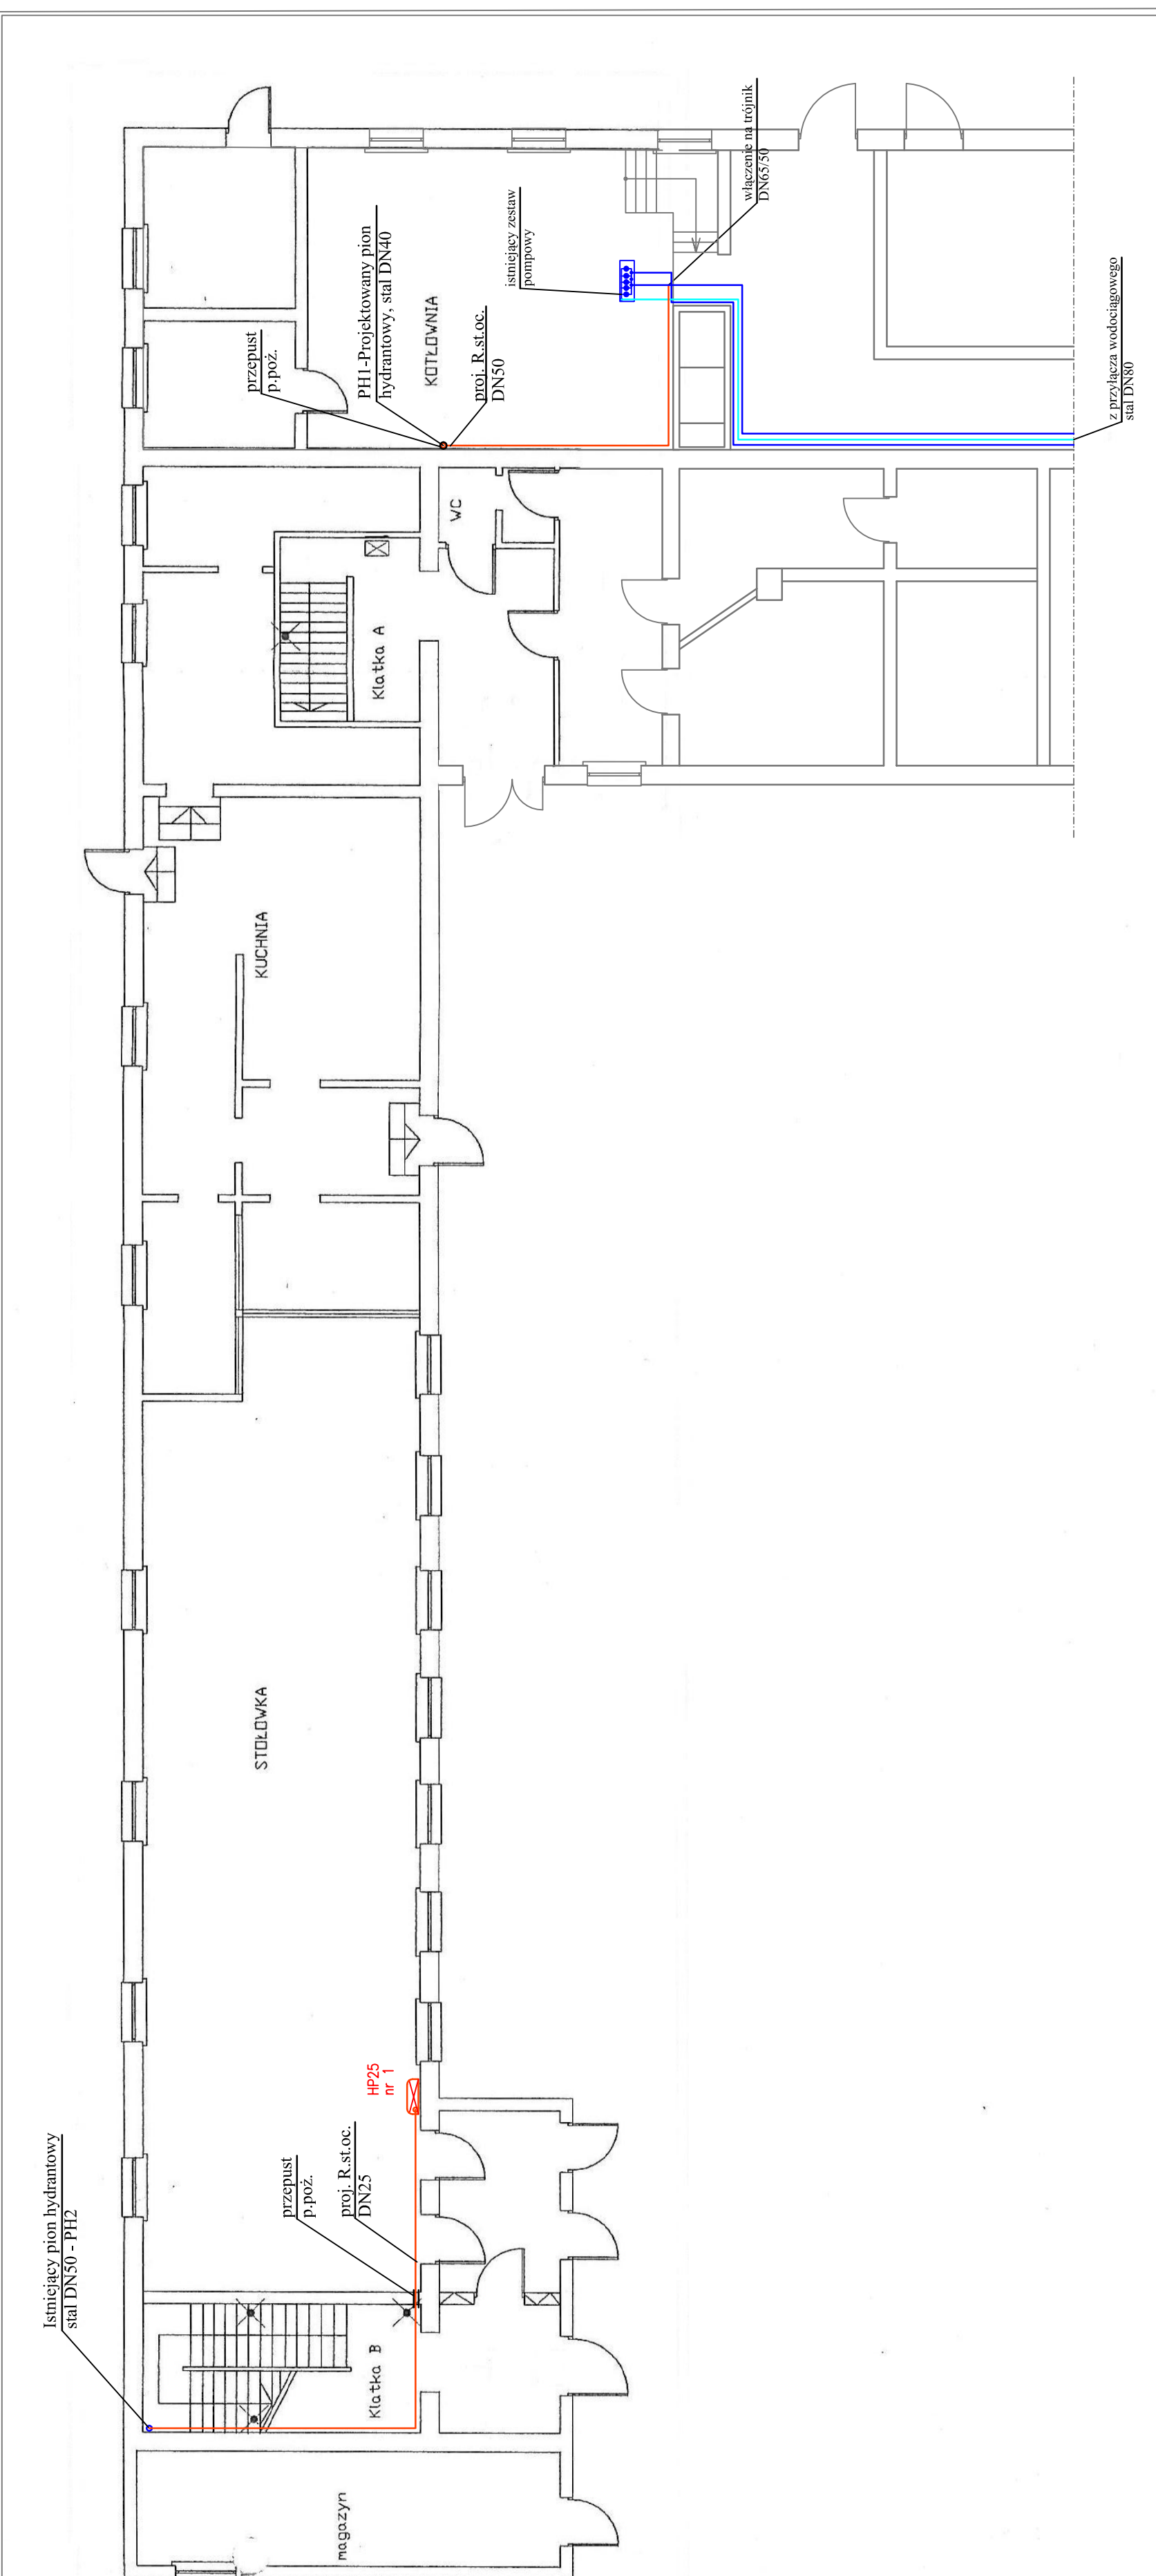 włączenie na trójnik
DN65/50
istniejący zestaw
pompowy
PH1-Projektowany pion
hydrantowy, stal DN40
KOTŁOWNIA
proj. R.st.oc.
DN50
przepust
p.poż.
z przyłącza wodociągowego
stal DN80
WC
Klatka A
KUCHNIA
STOŁOWKA
HP25
nr 1
Istniejący pion hydrantowy
stal DN50 - PH2
przepust
p.poż.
proj. R.st.oc.
DN25
Klatka B
magazyn